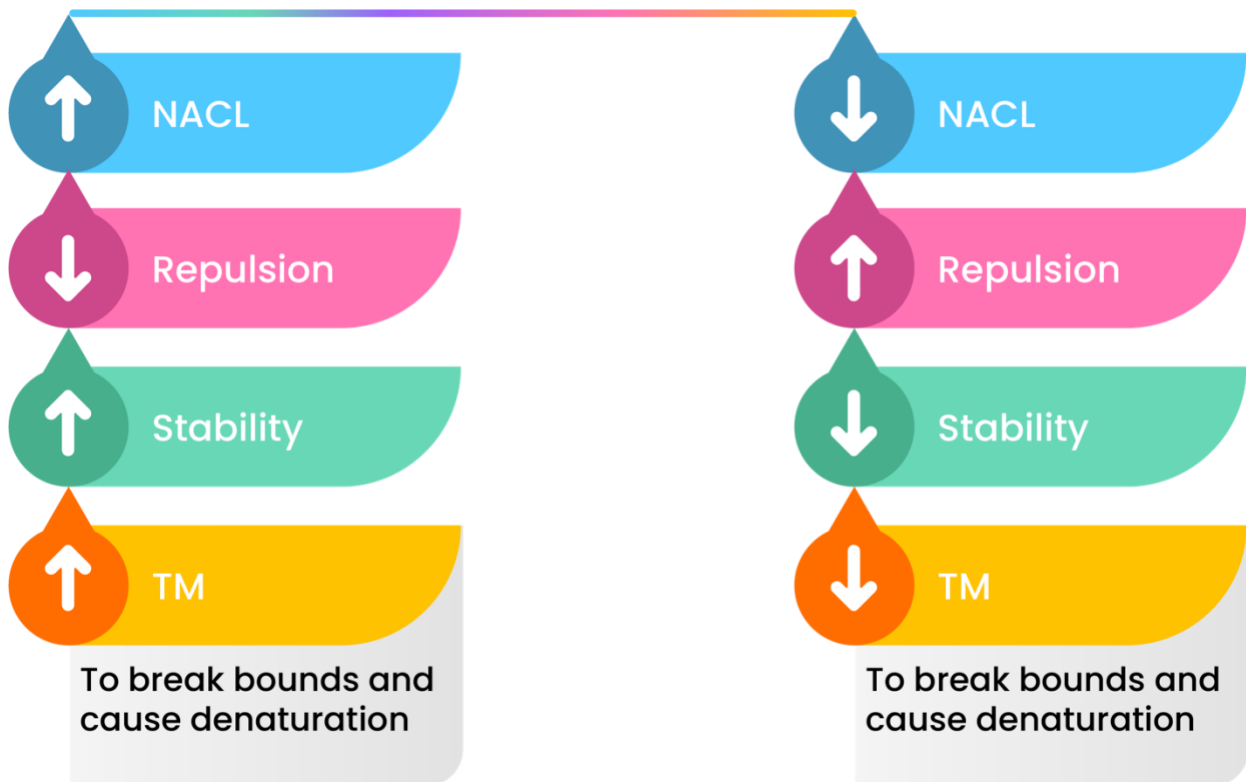 NACL
Repulsion
Stability
TM
To break bounds and
cause denaturation
NACL
Repulsion
Stability
TM
To break bounds and
cause denaturation